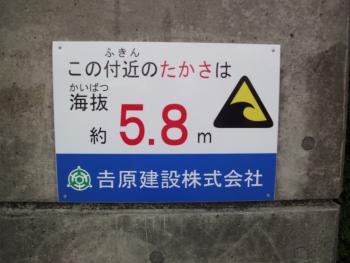 ふきん
この付近のたかさは
かいばつ
海抜
約 5.8 m
𠮷原建設株式会社